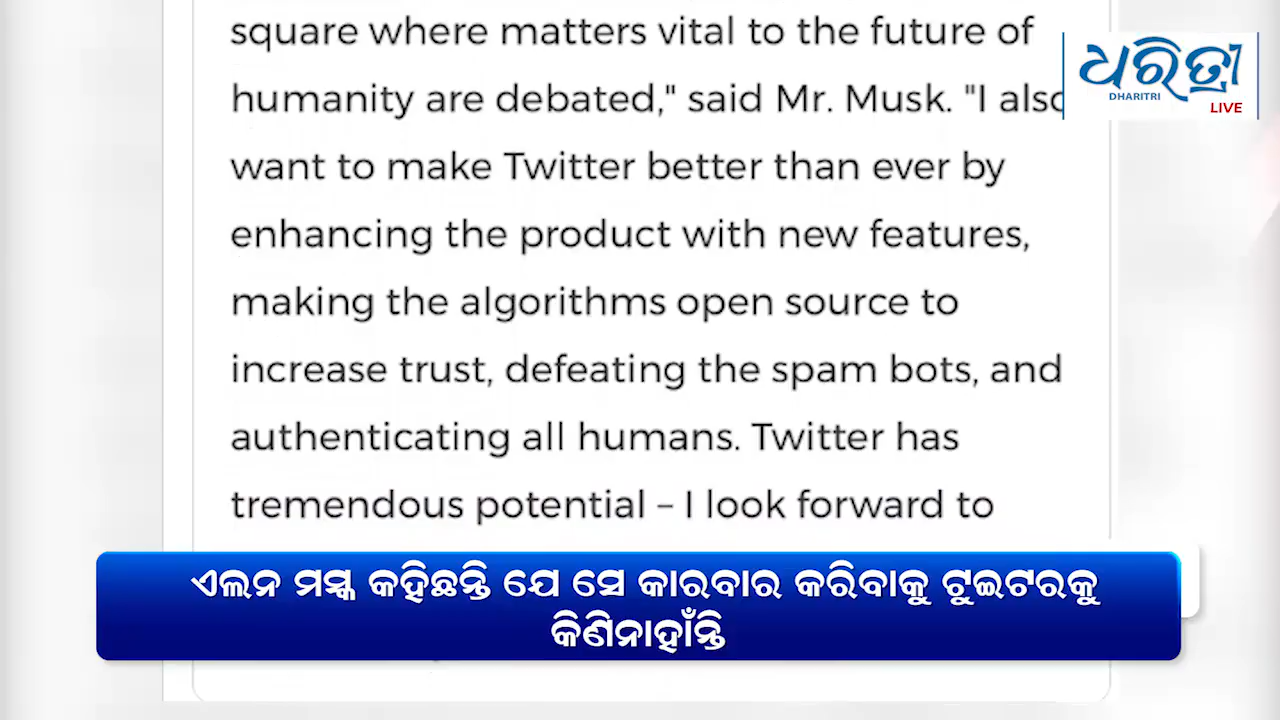 square where matters vital to the future of
humanity are debated," said Mr. Musk. "I also
want to make Twitter better than ever by
enhancing the product with new features,
making the algorithms open source to
increase trust, defeating the spam bots, and
authenticating all humans. Twitter has
tremendous potential – I look forward to
ଧରିତ୍ରୀ
DHARITRI
LIVE
ଏଲନ ମସ୍କ କହିଛନ୍ତି ଯେ ସେ କାରବାର କରିବାକୁ ଟୁଇଟରକୁ
କିଣିନାହାଁନ୍ତି